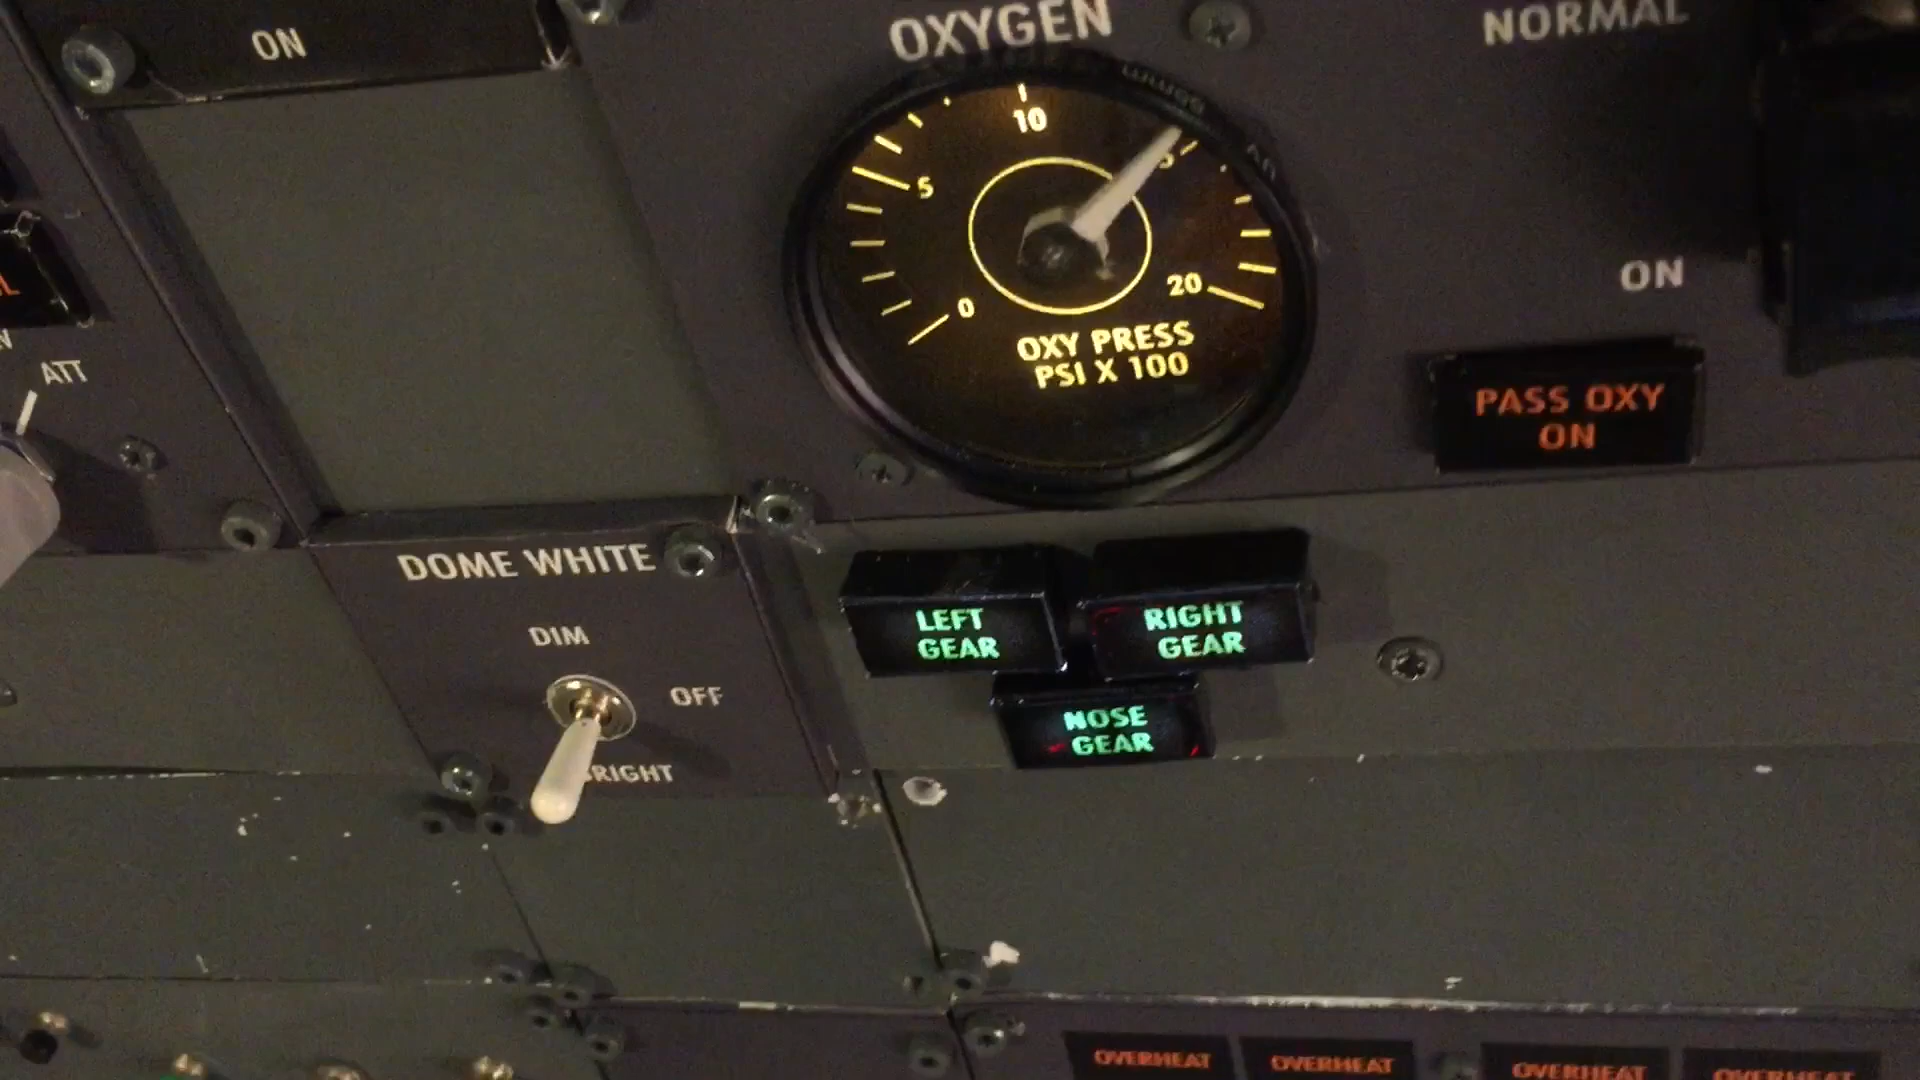 ON
OXYGEN
NORMAL
10
5
5
0
20
OXY PRESS
PSI X 100
ON
PASS OXY
ON
ATT
DOME WHITE
DIM
OFF
BRIGHT
LEFT
GEAR
RIGHT
GEAR
NOSE
GEAR
OVERHEAT
OVERHEAT
OVERHEAT
OVERHEAT